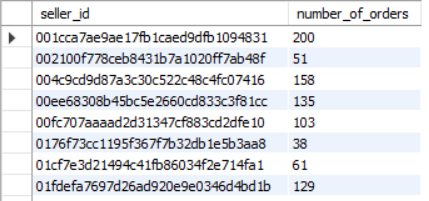 seller_id number_of_orders
001cca7ae9ae17fb1caed9dfb1094831 200
002100f778ceb8431b7a1020ff7ab48f 51
004c9cd9d87a3c30c522c48c4fc07416 158
00ee68308b45bc5e2660cd833c3f81cc 135
00fc707aaaad2d31347cf883cd2dfe10 103
0176f73cc1195f367f7b32db1e5b3aa8 38
01cf7e3d21494c41fb86034f2e714fa1 61
01fdefa7697d26ad920e9e0346d4bd1b 129